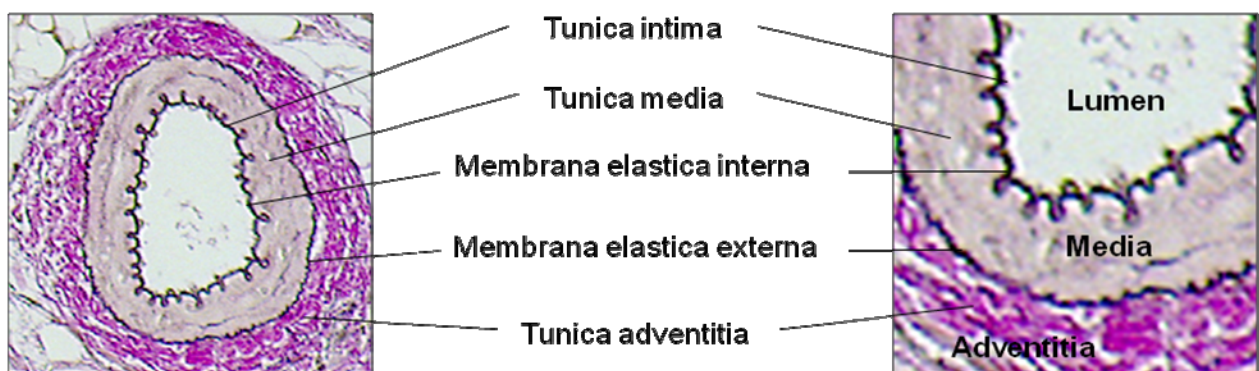 Tunica intima
Tunica media
Membrana elastica interna
Membrana elastica externa
Tunica adventitia
Lumen
Media
Adventitia